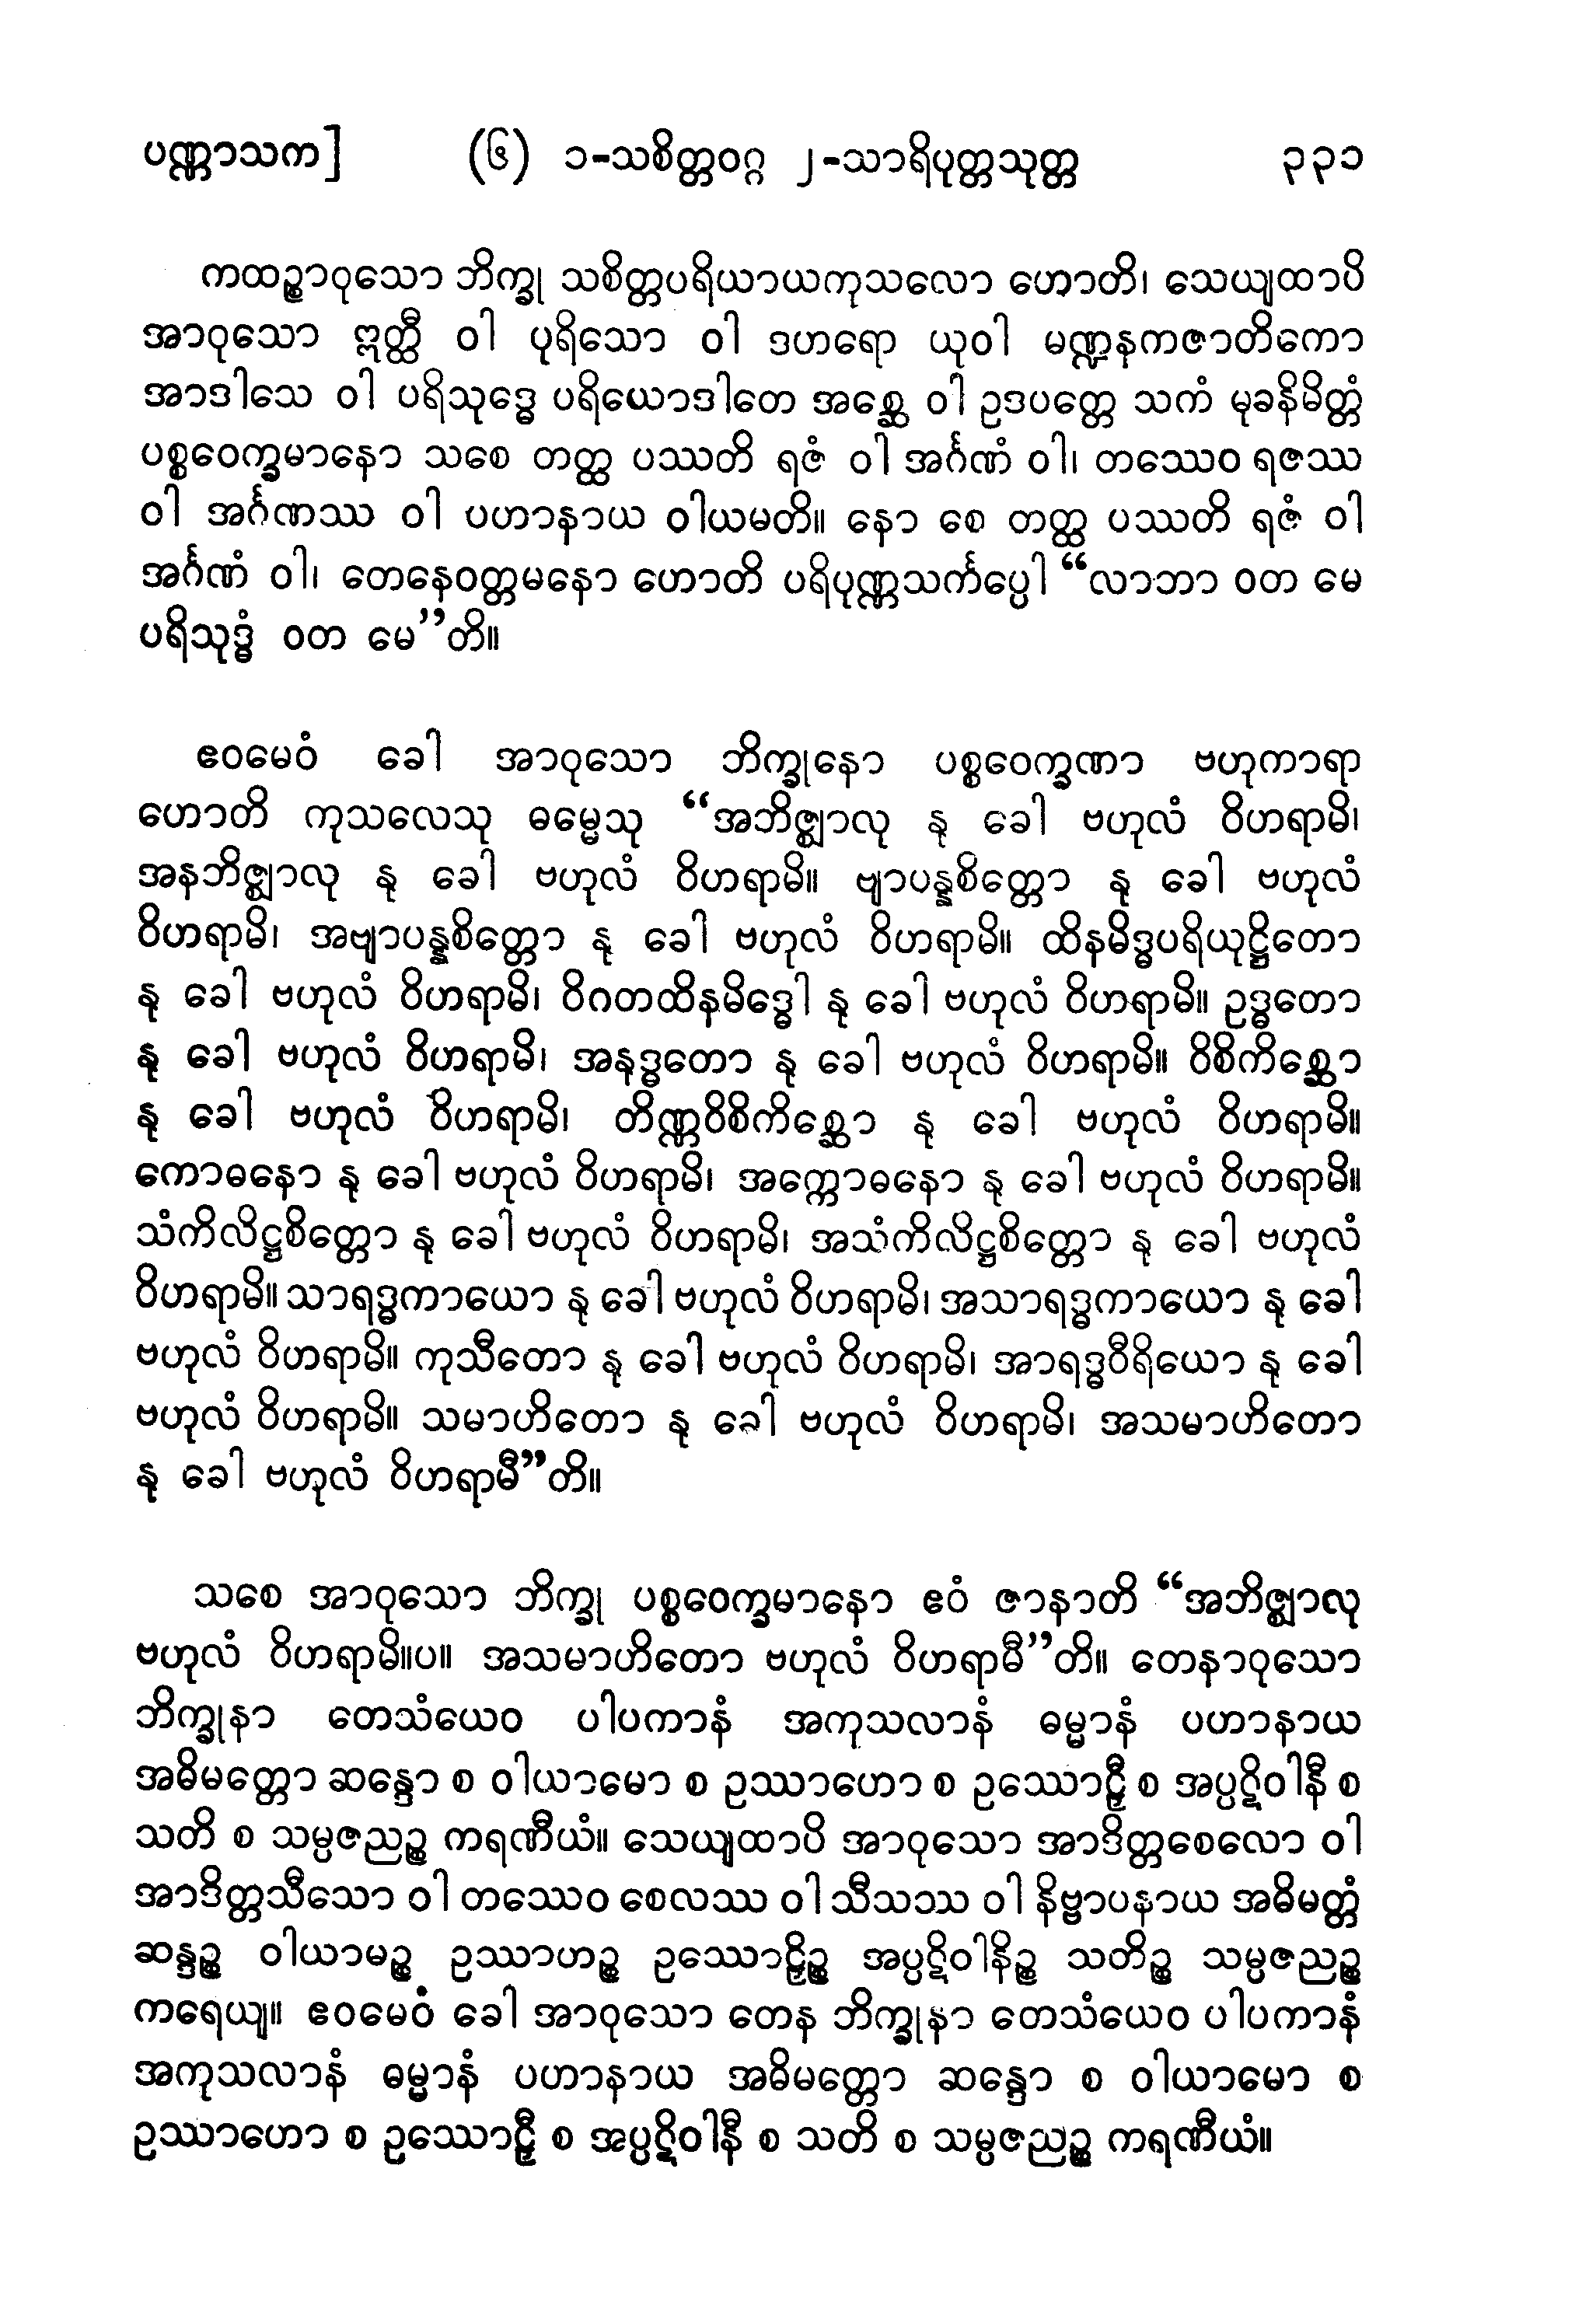 ပဏ္ဏာသက] (၆) ၁-သစိတ္တဝဂ္ဂ ၂-သာရိပုတ္တသုတ္တ ၃၃၁
ကထဉ္စာဝုသော ဘိက္ခု သစိတ္တပရိယာယကုသလော ဟောတိ၊ သေယျထာပိ
အာဝုသော ဣတ္ထီ ဝါ ပုရိသော ဝါ ဒဟရော ယုဝါ မဏ္ဍနကဇာတိကော
အာဒါသေ ဝါ ပရိသုဒ္ဓေ ပရိယောဒါတေ အစ္ဆေ ဝါ ဥဒပတ္တေ သကံ မုခနိမိတ္တံ
ပစ္စဝေက္ခမာနော သစေ တတ္ထ ပဿတိ ရဇံ ဝါ အင်္ဂဏံ ဝါ၊ တဿေဝ ရဇဿ
ဝါ အင်္ဂဏဿ ဝါ ပဟာနာယ ဝါယမတိ။ နော စေ တတ္ထ ပဿတိ ရဇံ ဝါ
အင်္ဂဏံ ဝါ၊ တေနေဝတ္တမနော ဟောတိ ပရိပုဏ္ဏသင်္ကပ္ပေါ “လာဘာ ဝတ မေ
ပရိသုဒ္ဓံ ဝတ မေ”တိ။
ဧဝမေဝံ ခေါ အာဝုသော ဘိက္ခုနော ပစ္စဝေက္ခဏာ ဗဟုကာရာ
ဟောတိ ကုသလေသု ဓမ္မေသု “အဘိဇ္ဈာလု နု ခေါ ဗဟုလံ ဝိဟရာမိ၊
အနဘိဇ္ဈာလု နု ခေါ ဗဟုလံ ဝိဟရာမိ။ ဗျာပန္နစိတ္တော နု ခေါ ဗဟုလံ
ဝိဟရာမိ၊ အဗျာပန္နစိတ္တော နု ခေါ ဗဟုလံ ဝိဟရာမိ။ ထိနမိဒ္ဓပရိယုဋ္ဌိတော
နု ခေါ ဗဟုလံ ဝိဟရာမိ၊ ဝိဂတထိနမိဒ္ဓေါ နု ခေါ ဗဟုလံ ဝိဟရာမိ။ ဥဒ္ဓတော
နု ခေါ ဗဟုလံ ဝိဟရာမိ၊ အနုဒ္ဓတော နု ခေါ ဗဟုလံ ဝိဟရာမိ။ ဝိစိကိစ္ဆော
နု ခေါ ဗဟုလံ ဝိဟရာမိ၊ တိဏ္ဏဝိစိကိစ္ဆော နု ခေါ ဗဟုလံ ဝိဟရာမိ။
ကောဓနော နု ခေါ ဗဟုလံ ဝိဟရာမိ၊ အက္ကောဓနော နု ခေါ ဗဟုလံ ဝိဟရာမိ။
သံကိလိဋ္ဌစိတ္တော နု ခေါ ဗဟုလံ ဝိဟရာမိ၊ အသံကိလိဋ္ဌစိတ္တော နု ခေါ ဗဟုလံ
ဝိဟရာမိ။ သာရဒ္ဓကာယော နု ခေါ ဗဟုလံ ဝိဟရာမိ၊ အသာရဒ္ဓကာယော နု ခေါ
ဗဟုလံ ဝိဟရာမိ။ ကုသီတော နု ခေါ ဗဟုလံ ဝိဟရာမိ၊ အာရဒ္ဓဝီရိယော နု ခေါ
ဗဟုလံ ဝိဟရာမိ။ သမာဟိတော နု ခေါ ဗဟုလံ ဝိဟရာမိ၊ အသမာဟိတော
နု ခေါ ဗဟုလံ ဝိဟရာမီ”တိ။
သစေ အာဝုသော ဘိက္ခု ပစ္စဝေက္ခမာနော ဧဝံ ဇာနာတိ “အဘိဇ္ဈာလု
ဗဟုလံ ဝိဟရာမိ။ပ။ အသမာဟိတော ဗဟုလံ ဝိဟရာမီ”တိ။ တေနာဝုသော
ဘိက္ခုနာ တေသံယေဝ ပါပကာနံ အကုသလာနံ ဓမ္မာနံ ပဟာနာယ
အဓိမတ္တော ဆန္ဒော စ ဝါယာမော စ ဥဿာဟော စ ဥဿောဠှီ စ အပ္ပဋိဝါနီ စ
သတိ စ သမ္ပဇညဉ္စ ကရဏီယံ။ သေယျထာပိ အာဝုသော အာဒိတ္တစေလော ဝါ
အာဒိတ္တသီသော ဝါ တဿေဝ စေလဿ ဝါ သီသဿ ဝါ နိဗ္ဗာပနာယ အဓိမတ္တံ
ဆန္ဒဉ္စ ဝါယာမဉ္စ ဥဿာဟဉ္စ ဥဿောဠှိဉ္စ အပ္ပဋိဝါနိဉ္စ သတိဉ္စ သမ္ပဇညဉ္စ
ကရေယျ။ ဧဝမေဝံ ခေါ အာဝုသော တေန ဘိက္ခုနာ တေသံယေဝ ပါပကာနံ
အကုသလာနံ ဓမ္မာနံ ပဟာနာယ အဓိမတ္တော ဆန္ဒော စ ဝါယာမော စ
ဥဿာဟော စ ဥဿောဠှီ စ အပ္ပဋိဝါနီ စ သတိ စ သမ္ပဇညဉ္စ ကရဏီယံ။